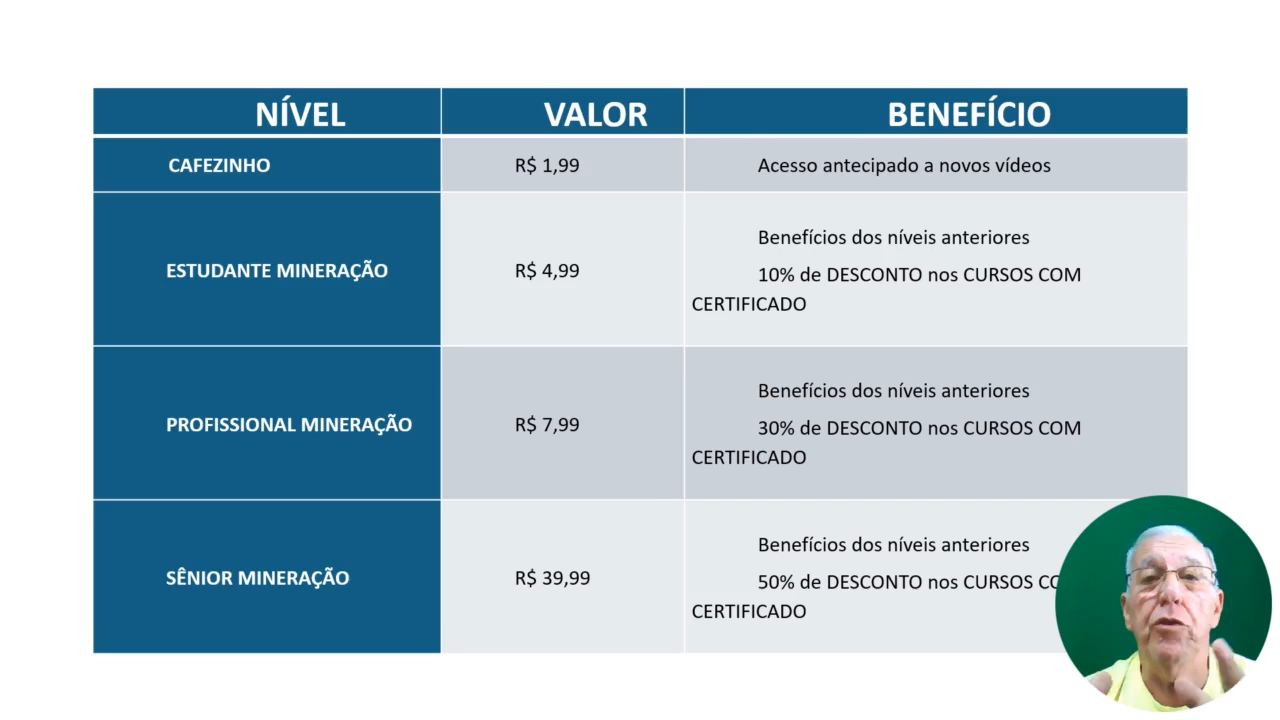 NÍVEL VALOR BENEFÍCIO
CAFEZINHO R$ 1,99 Acesso antecipado a novos vídeos
Benefícios dos níveis anteriores
ESTUDANTE MINERAÇÃO R$ 4,99 10% de DESCONTO nos CURSOS COM
CERTIFICADO
Benefícios dos níveis anteriores
PROFISSIONAL MINERAÇÃO R$ 7,99 30% de DESCONTO nos CURSOS COM
CERTIFICADO
Benefícios dos níveis anteriores
SÊNIOR MINERAÇÃO R$ 39,99 50% de DESCONTO nos CURSOS
CERTIFICADO